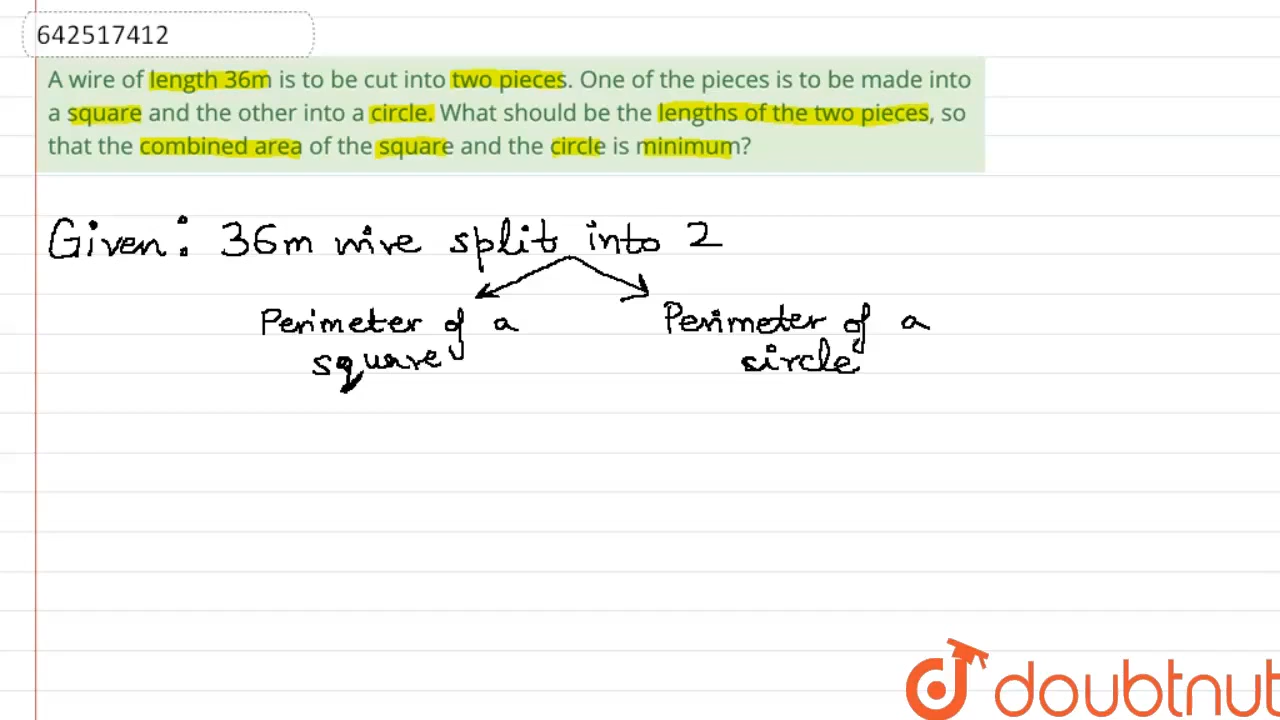 642517412
A wire of length 36m is to be cut into two pieces. One of the pieces is to be made into
a square and the other into a circle. What should be the lengths of the two pieces, so
that the combined area of the square and the circle is minimum?
Given: 36m wire split into 2
Perimeter of a
square
Perimeter of a
circle
doubtnut